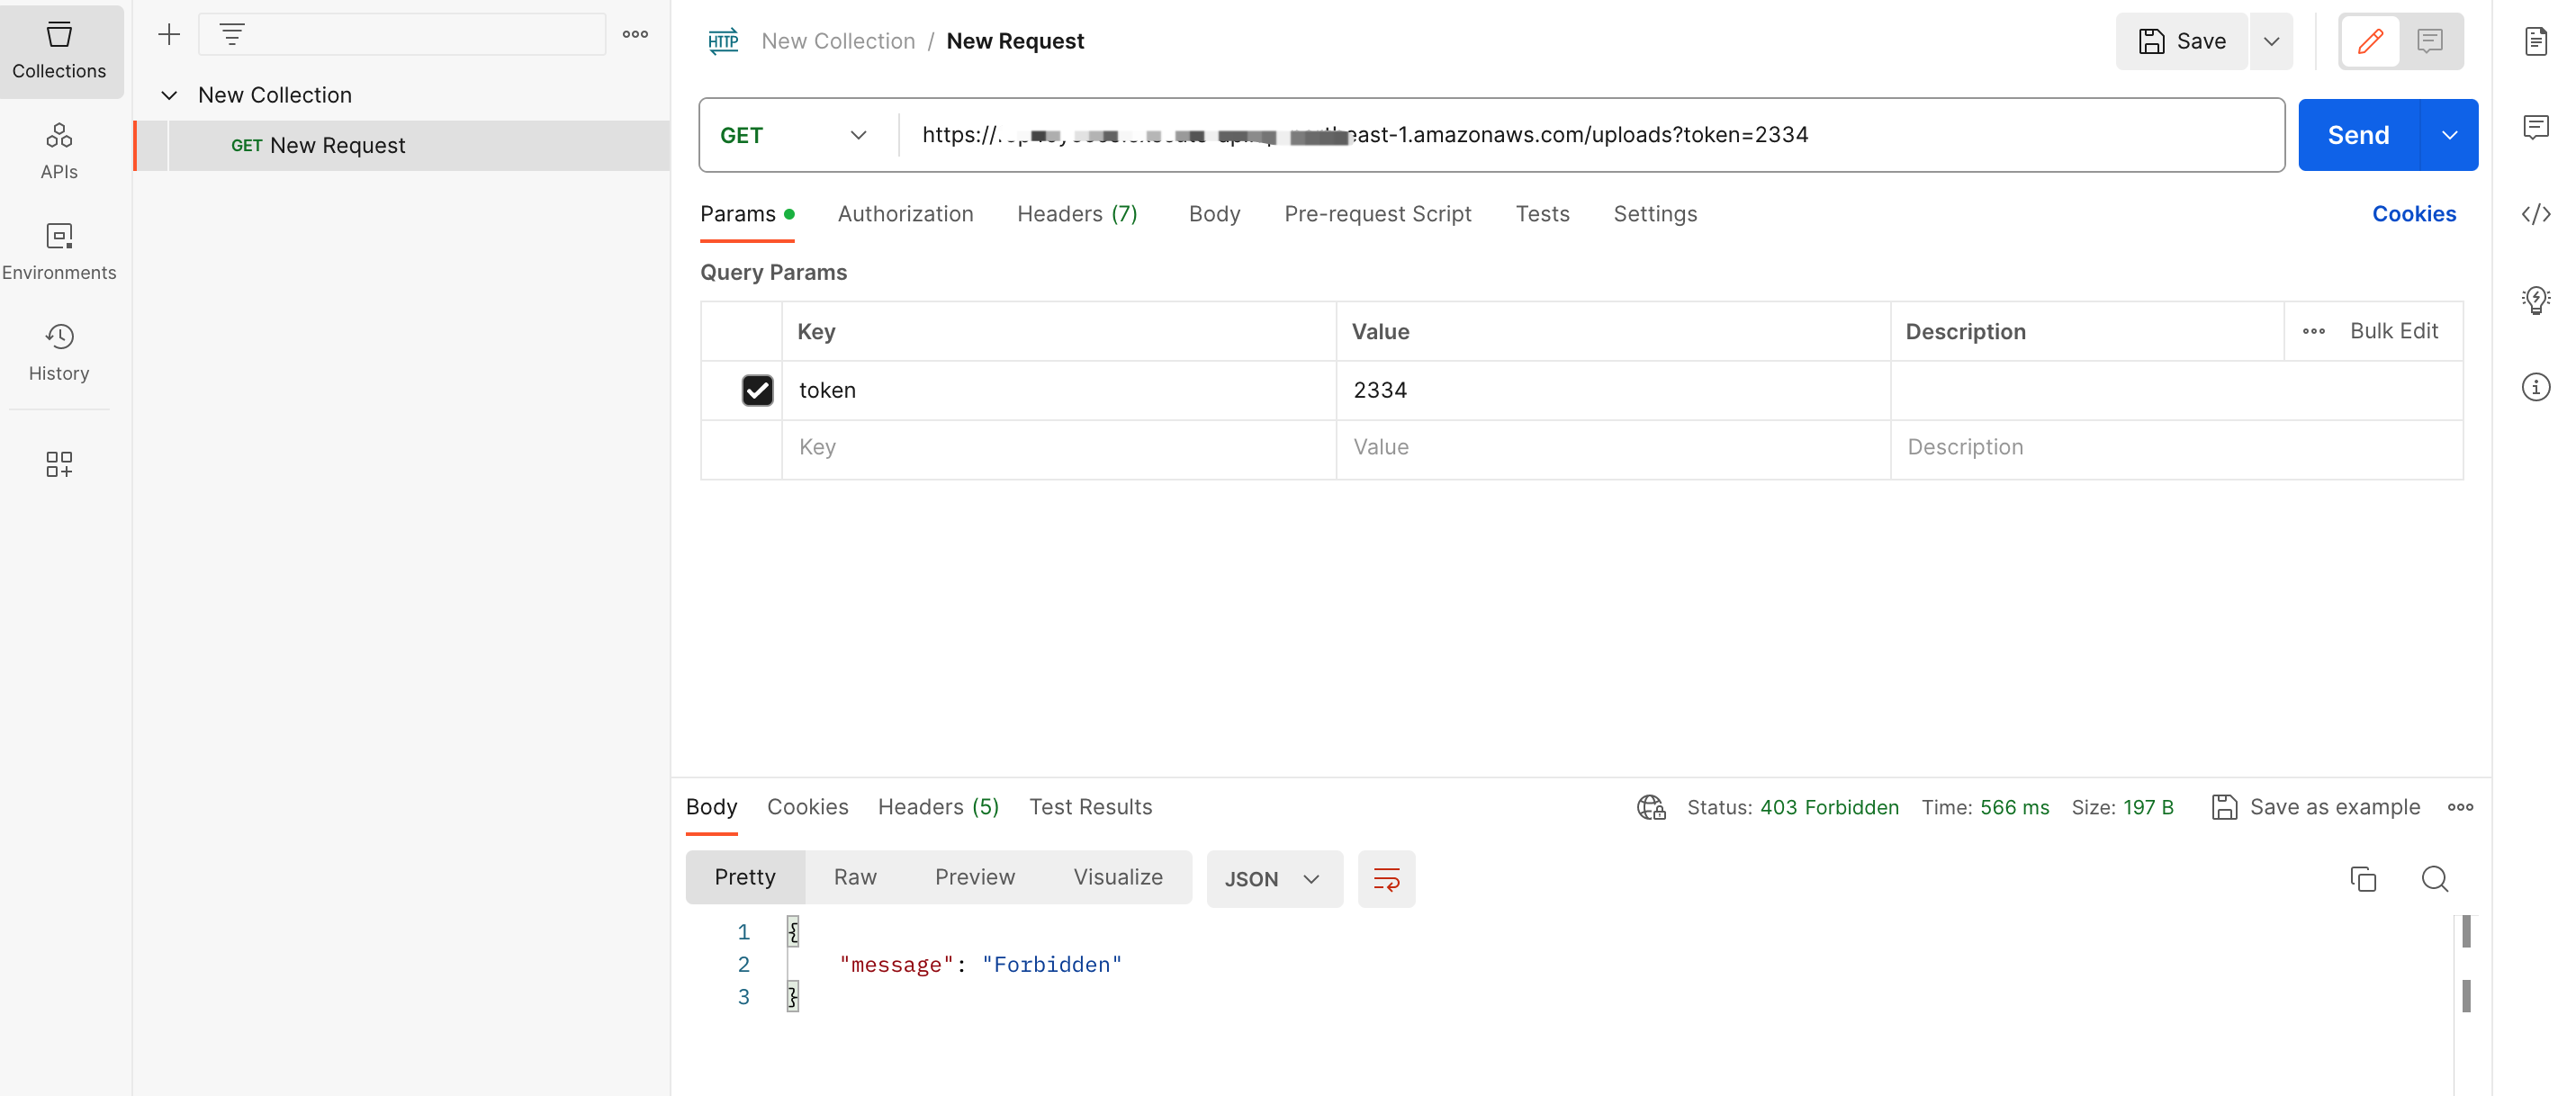 Collections
APIs
Environments
History
New Collection
GET New Request
HTTP New Collection / New Request
Save
GET
https:// east-1.amazonaws.com/uploads?token=2334
Send
Params
Authorization
Headers (7)
Body
Pre-request Script
Tests
Settings
Cookies
Query Params
Key
Value
Description
Bulk Edit
token
2334
Key
Value
Description
Body
Cookies
Headers (5)
Test Results
Status: 403 Forbidden
Time: 566 ms
Size: 197 B
Save as example
Pretty
Raw
Preview
Visualize
JSON
1 {
2 "message": "Forbidden"
3 }